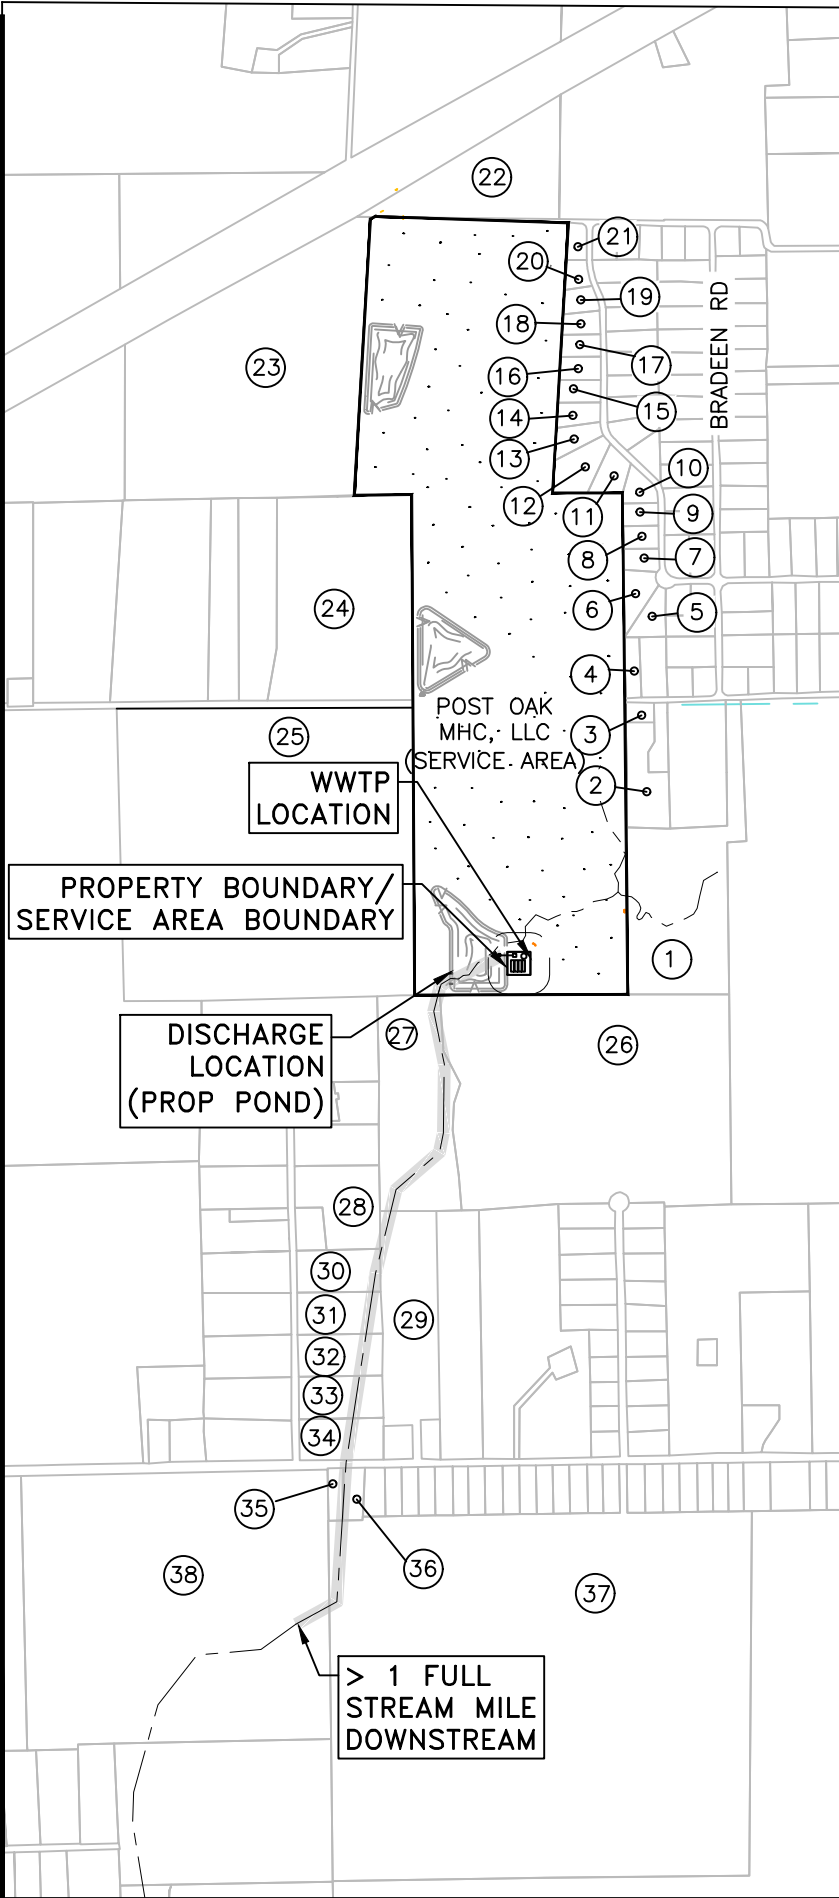 22
21
20
19
18
BRADEEN RD
17
23
16
15
14
13
10
12
11
9
8
7
24
6
5
4
POST OAK
MHC, LLC
(SERVICE AREA)
3
25
2
WWTP
LOCATION
PROPERTY BOUNDARY/
SERVICE AREA BOUNDARY
1
DISCHARGE
LOCATION
(PROP POND)
27
26
28
30
31
29
32
33
34
35
36
38
37
> 1 FULL
STREAM MILE
DOWNSTREAM